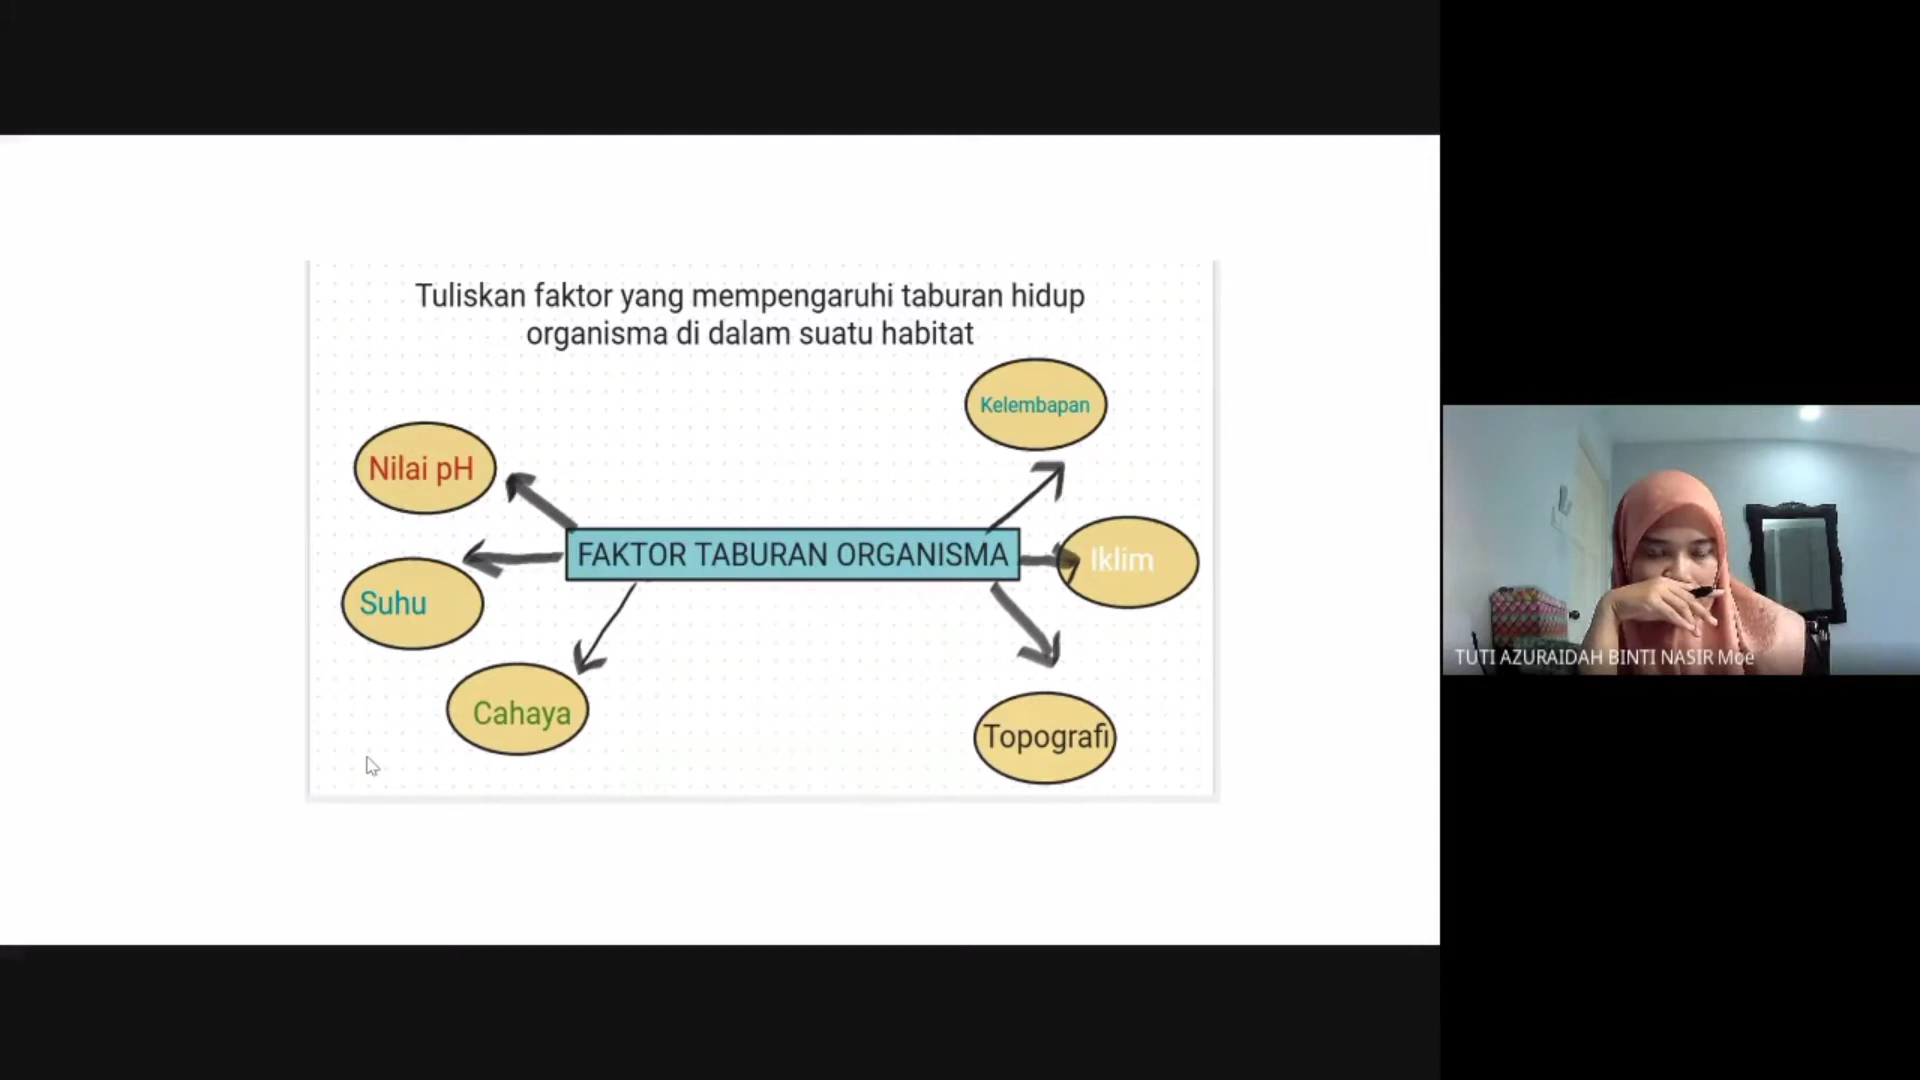 Tuliskan faktor yang mempengaruhi taburan hidup
organisma di dalam suatu habitat
Kelembapan
Nilai pH
FAKTOR TABURAN ORGANISMA
Iklim
Suhu
Cahaya
Topografi
TUTI AZURAIDAH BINTI NASIR Moe